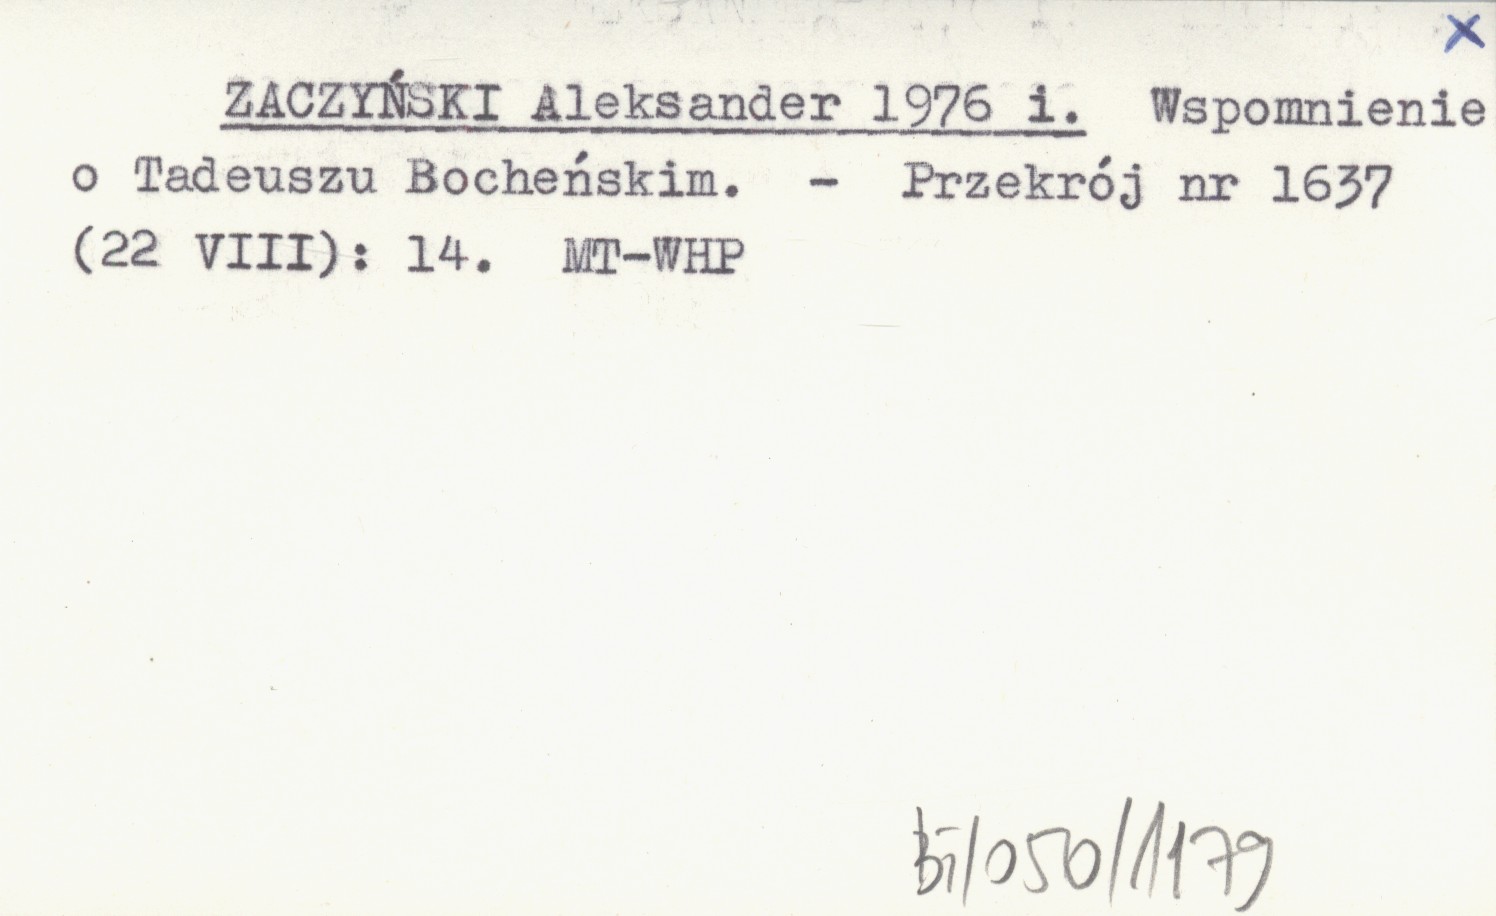 x
ZACZYŃSKI Aleksander 1976 i. Wspomnienie
o Tadeuszu Bocheńskim. - Przekrój nr 1637
(22 VIII): 14. MT-WHP
Bi/050/1179